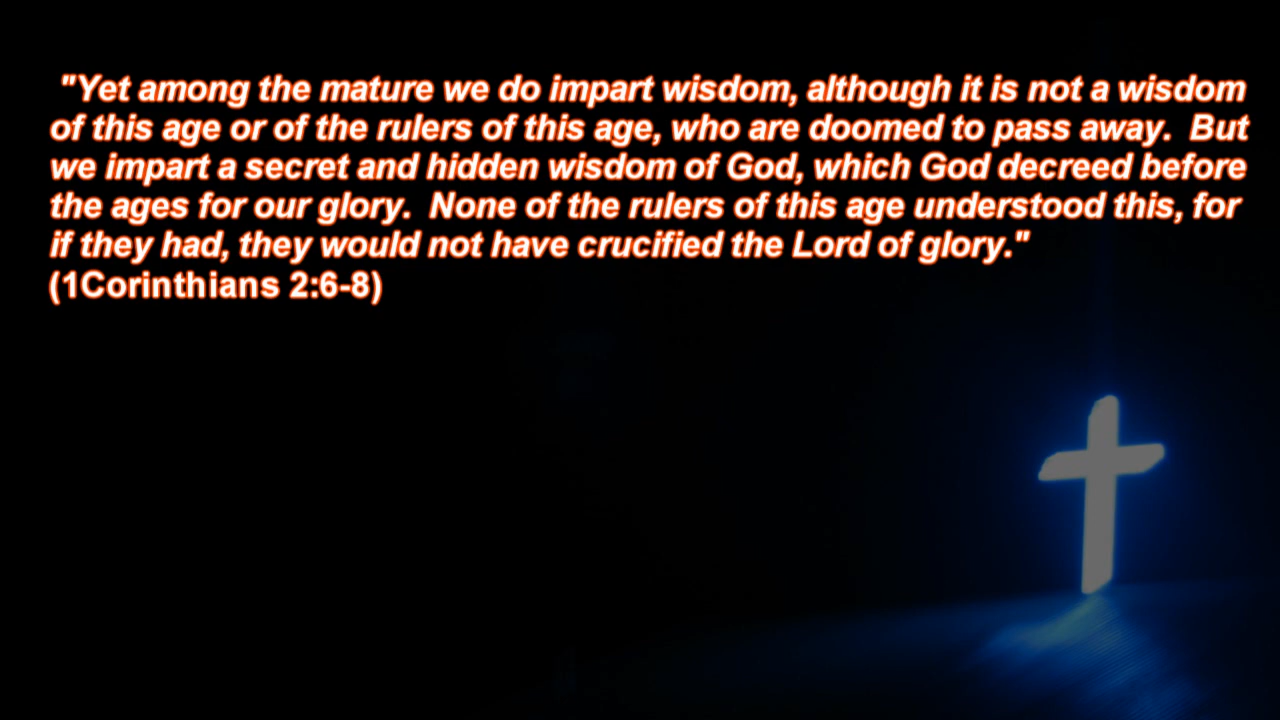 "Yet among the mature we do impart wisdom, although it is not a wisdom
of this age or of the rulers of this age, who are doomed to pass away.  But
we impart a secret and hidden wisdom of God, which God decreed before
the ages for our glory.  None of the rulers of this age understood this, for
if they had, they would not have crucified the Lord of glory."
(1Corinthians 2:6-8)